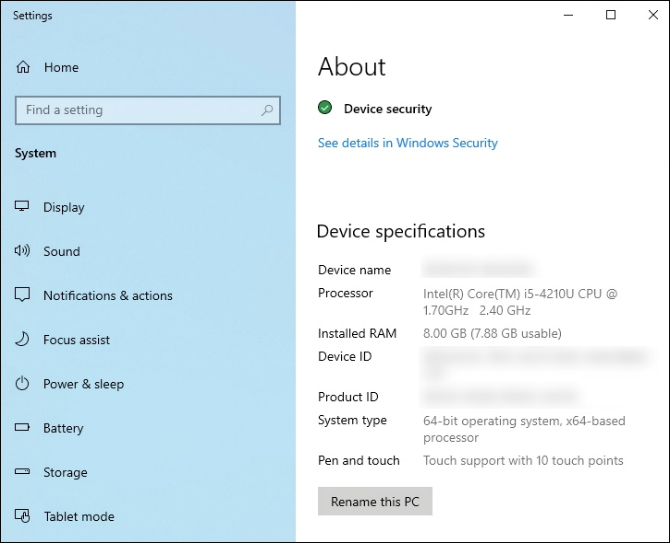 Settings
Home
Find a setting
System
Display
Sound
Notifications & actions
Focus assist
Power & sleep
Battery
Storage
Tablet mode
About
Device security
See details in Windows Security
Device specifications
Device name
Processor Intel(R) Core(TM) i5-4210U CPU @
1.70GHz 2.40 GHz
Installed RAM 8.00 GB (7.88 GB usable)
Device ID
Product ID
System type 64-bit operating system, x64-based
processor
Pen and touch Touch support with 10 touch points
Rename this PC